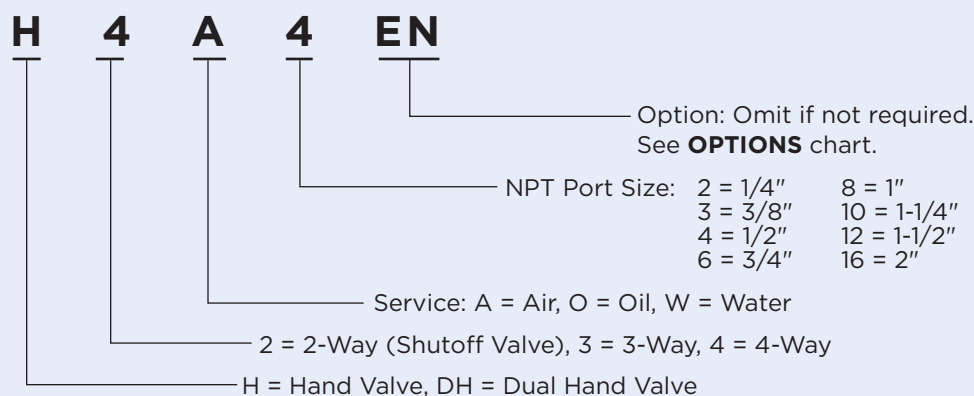 H 4 A 4 EN
Option: Omit if not required.
See OPTIONS chart.
NPT Port Size: 2 = 1/4" 8 = 1"
3 = 3/8" 10 = 1-1/4"
4 = 1/2" 12 = 1-1/2"
6 = 3/4" 16 = 2"
Service: A = Air, O = Oil, W = Water
2 = 2-Way (Shutoff Valve), 3 = 3-Way, 4 = 4-Way
H = Hand Valve, DH = Dual Hand Valve